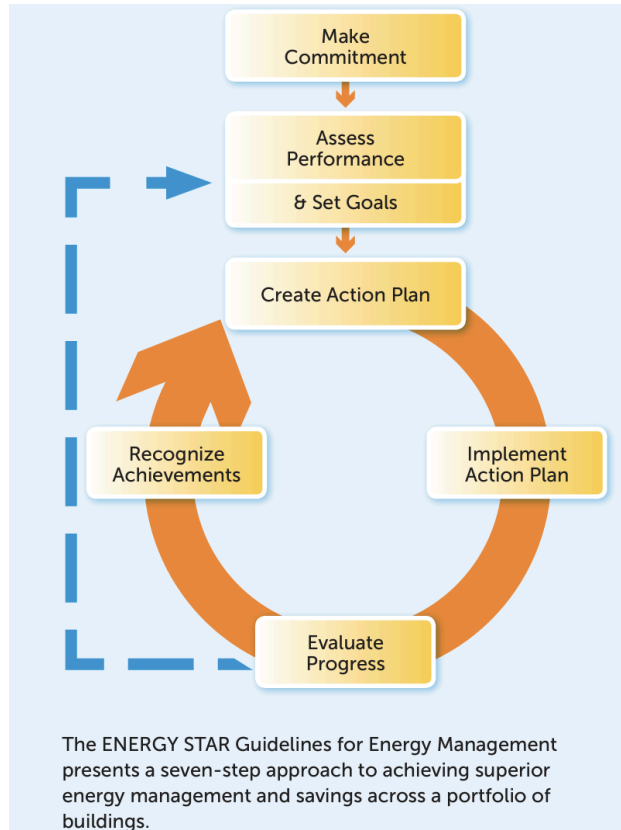 Make
Commitment
Assess
Performance
& Set Goals
Create Action Plan
Recognize
Achievements
Implement
Action Plan
Evaluate
Progress
The ENERGY STAR Guidelines for Energy Management
presents a seven-step approach to achieving superior
energy management and savings across a portfolio of
buildings.